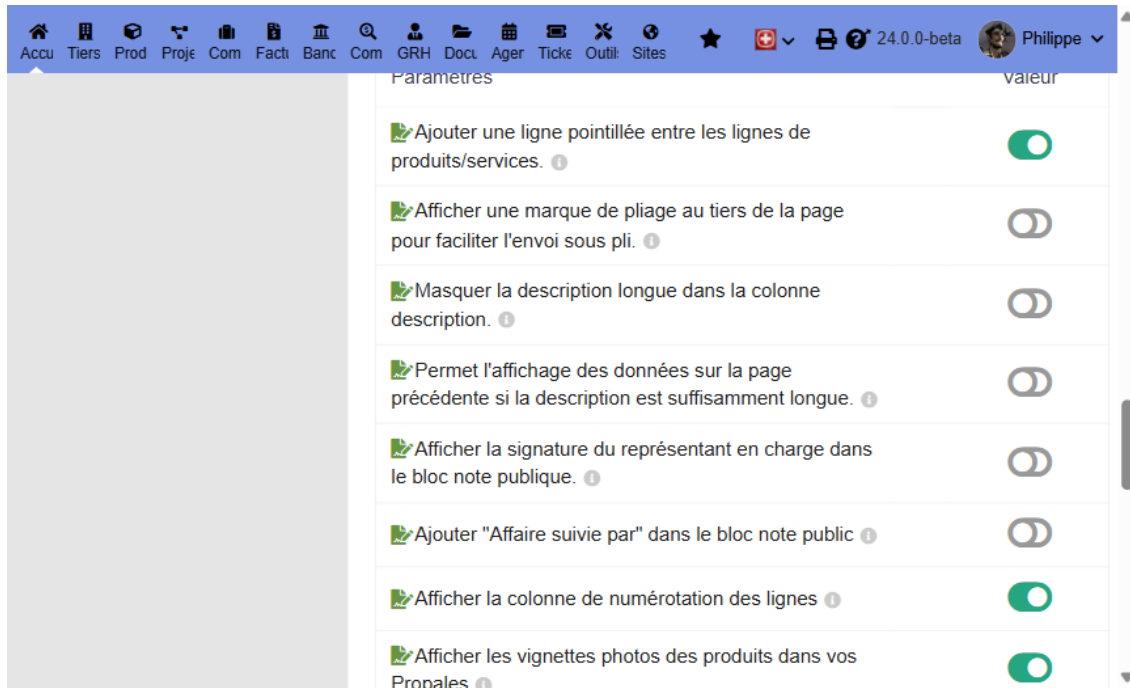 Accu Tiers Prod Proje Com Factu Banc Com GRH Docu Ager Ticke Outil Sites 24.0.0-beta Philippe
Paramètres Valeur
Ajouter une ligne pointillée entre les lignes de
produits/services.
Afficher une marque de pliage au tiers de la page
pour faciliter l'envoi sous pli.
Masquer la description longue dans la colonne
description.
Permet l'affichage des données sur la page
précédente si la description est suffisamment longue.
Afficher la signature du représentant en charge dans
le bloc note publique.
Ajouter "Affaire suivie par" dans le bloc note public
Afficher la colonne de numérotation des lignes
Afficher les vignettes photos des produits dans vos
Propales